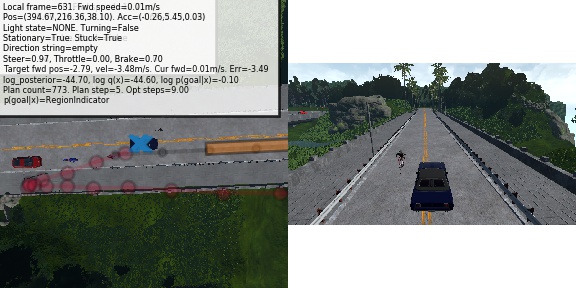 Local frame=631. Fwd speed=0.01m/s
Pos=(394.67,216.36,38.10). Acc=(-0.26,5.45,0.03)
Light state=NONE. Turning=False
Stationary=True. Stuck=True
Direction string=empty
Steer=0.97, Throttle=0.00, Brake=0.70
Target fwd pos=-2.79, vel=-3.48m/s. Cur fwd=0.01m/s. Err=-3.49
log_posterior=-44.70, log q(x)=-44.60, log p(goal|x)=-0.10
Plan count=773. Plan step=5. Opt steps=9.00
p(goal|x)=RegionIndicator